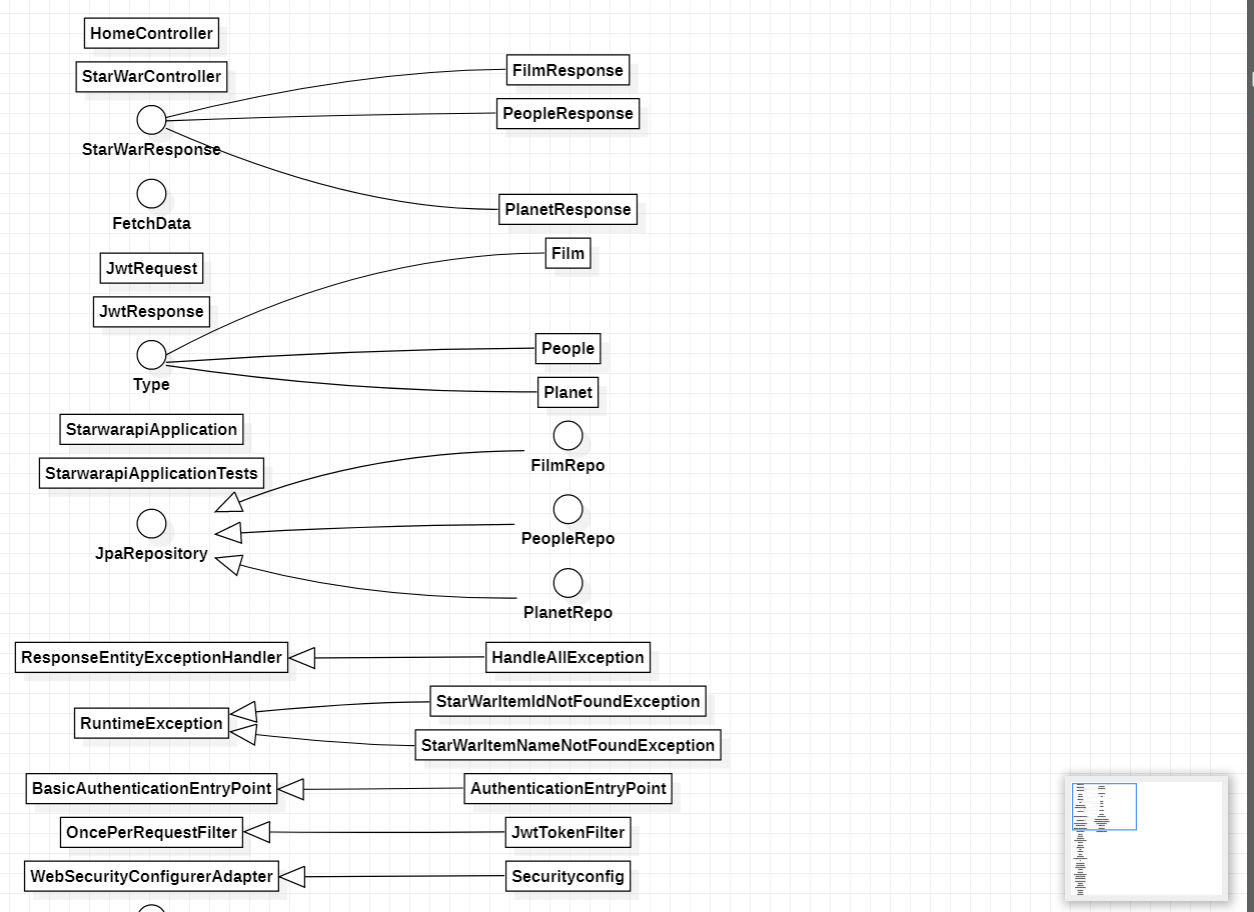 HomeController
StarWarController
FilmResponse
PeopleResponse
StarWarResponse
PlanetResponse
FetchData
Film
JwtRequest
JwtResponse
People
Type
Planet
StarwarapiApplication
FilmRepo
StarwarapiApplicationTests
PeopleRepo
JpaRepository
PlanetRepo
ResponseEntityExceptionHandler
HandleAllException
StarWarItemIdNotFoundException
RuntimeException
StarWarItemNameNotFoundException
BasicAuthenticationEntryPoint
AuthenticationEntryPoint
OncePerRequestFilter
JwtTokenFilter
WebSecurityConfigurerAdapter
Securityconfig